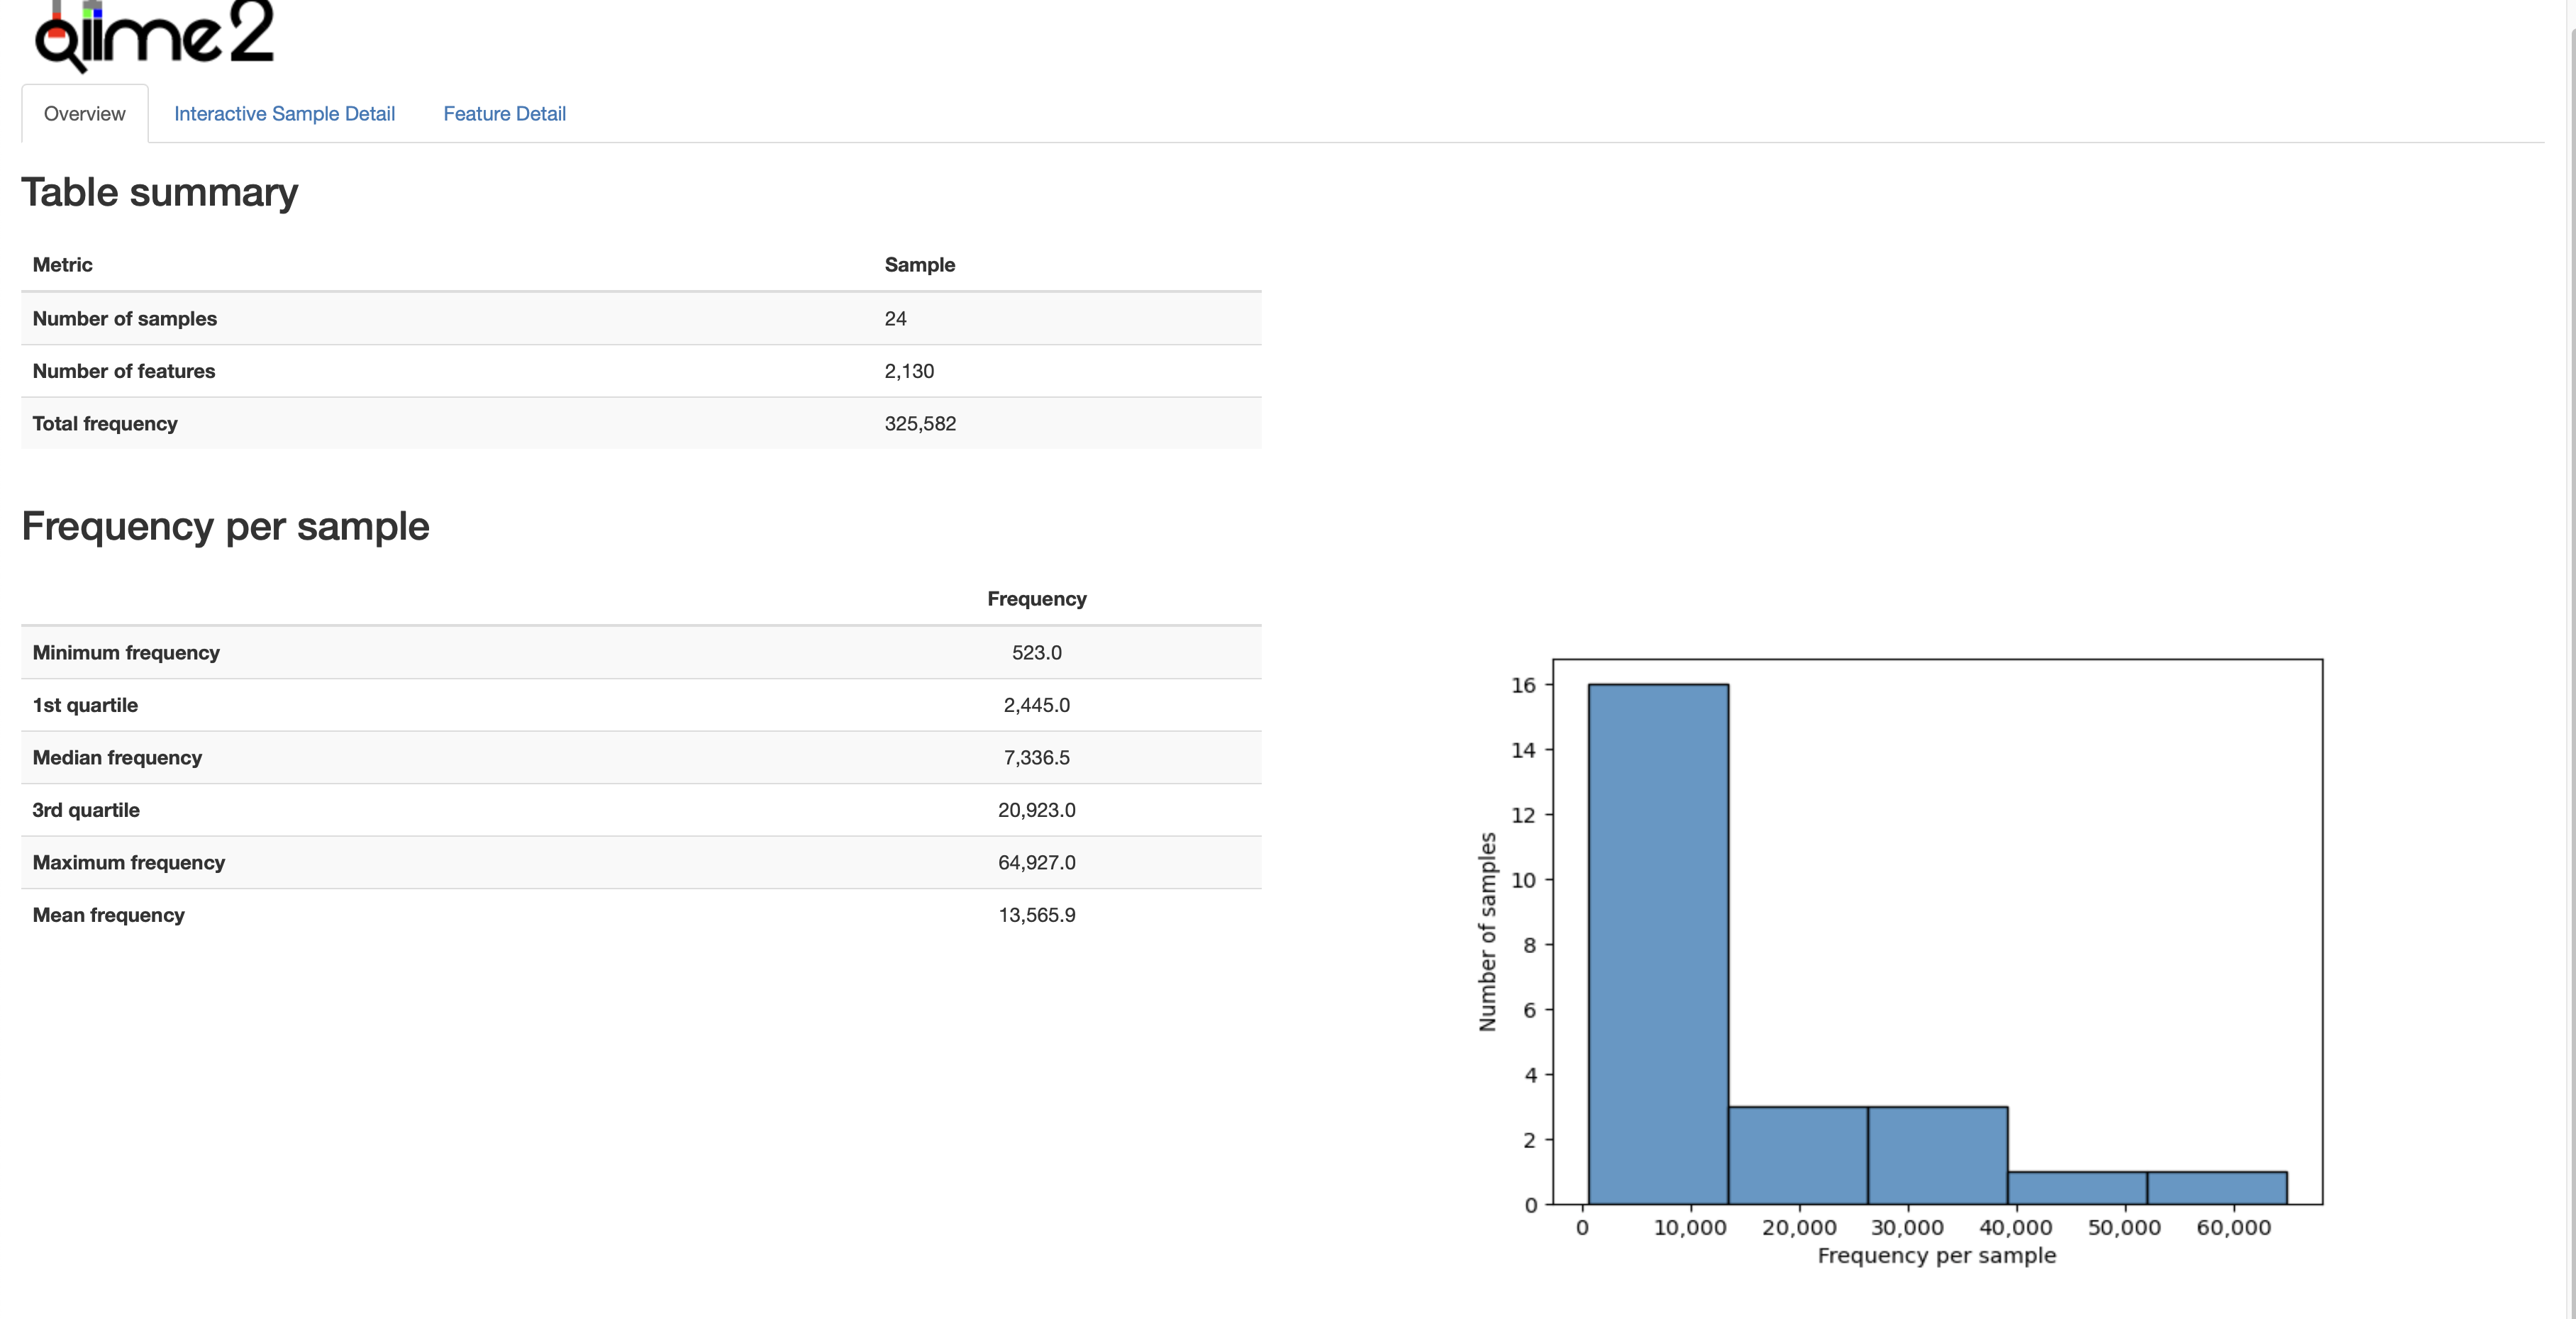 qiime2
Overview Interactive Sample Detail Feature Detail
Table summary
Metric Sample
Number of samples 24
Number of features 2,130
Total frequency 325,582
Frequency per sample
Frequency
Minimum frequency 523.0
1st quartile 2,445.0
Median frequency 7,336.5
3rd quartile 20,923.0
Maximum frequency 64,927.0
Mean frequency 13,565.9
16
14
12
10
8
6
4
2
0
Number of samples
0 10,000 20,000 30,000 40,000 50,000 60,000
Frequency per sample